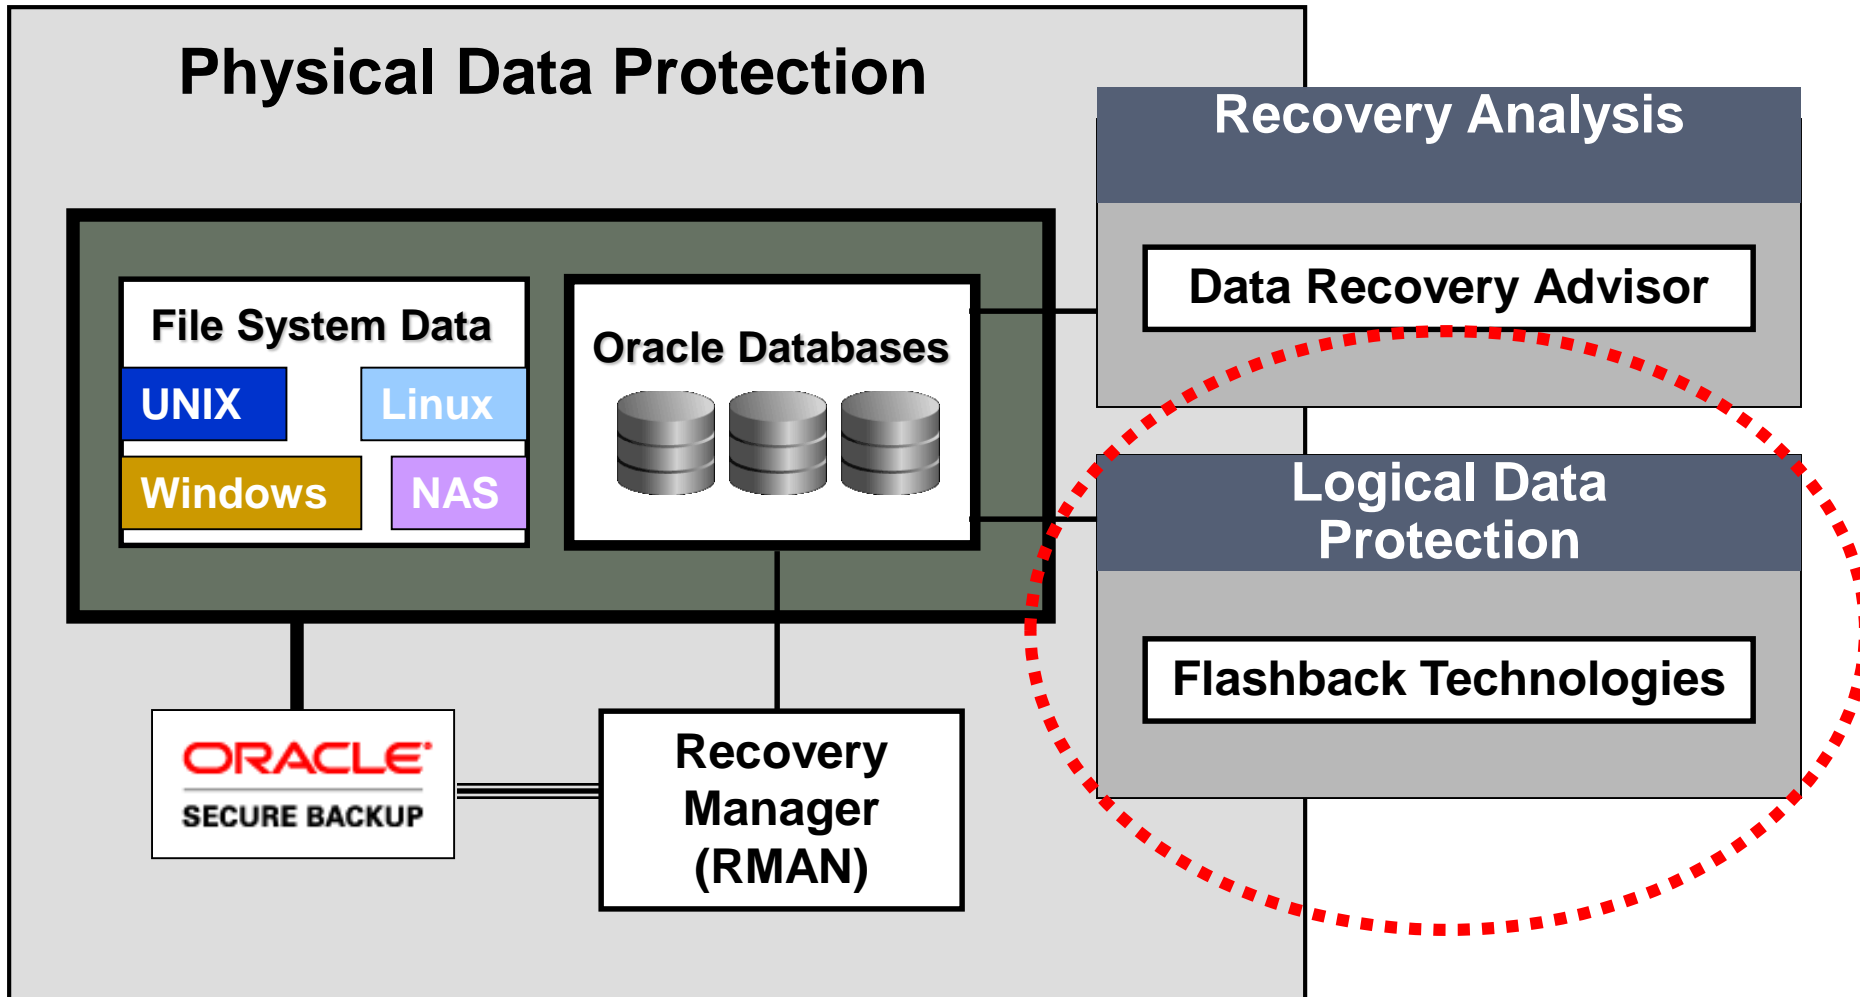 Physical Data Protection
Recovery Analysis
Data Recovery Advisor
File System Data
UNIX
Linux
Windows
NAS
Oracle Databases
Logical Data
Protection
Flashback Technologies
ORACLE
SECURE BACKUP
Recovery
Manager
(RMAN)